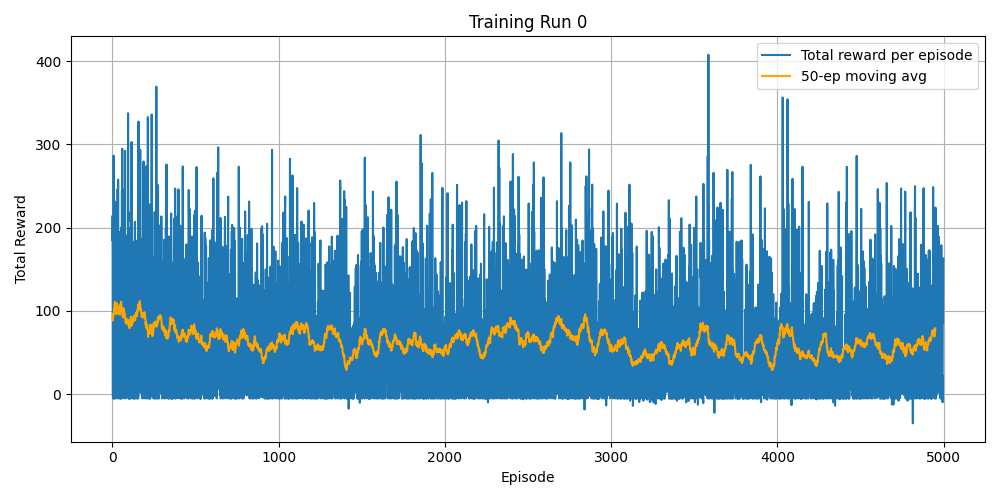 Training Run 0
Total reward per episode
50-ep moving avg
Total Reward
400
300
200
100
0
0 1000 2000 3000 4000 5000
Episode